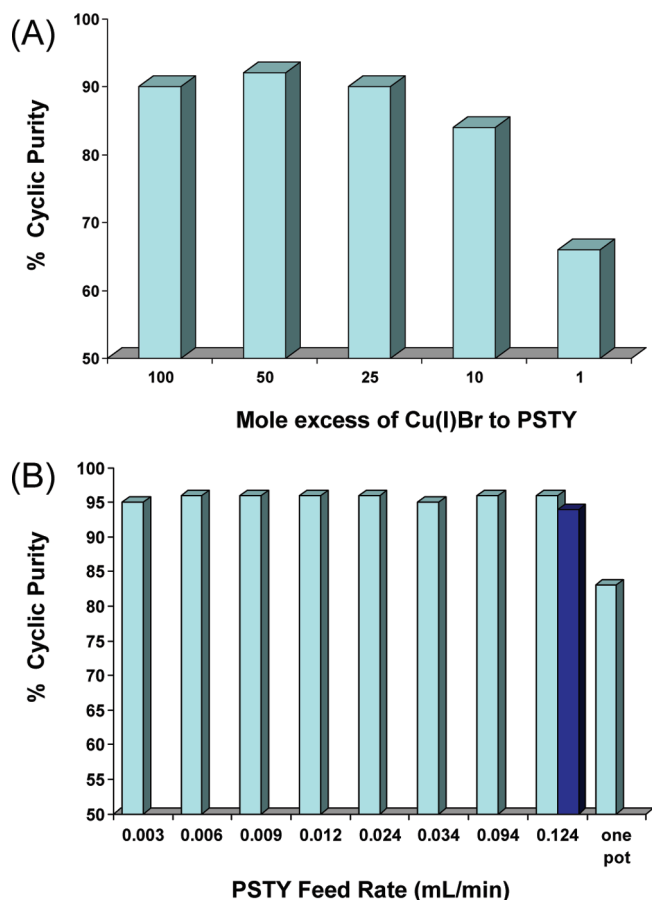 (A)
% Cyclic Purity
100
90
80
70
60
50
100 50 25 10 1
Mole excess of Cu(I)Br to PSTY
(B)
% Cyclic Purity
100
95
90
85
80
75
70
65
60
55
50
0.003 0.006 0.009 0.012 0.024 0.034 0.094 0.124 one
pot
PSTY Feed Rate (mL/min)